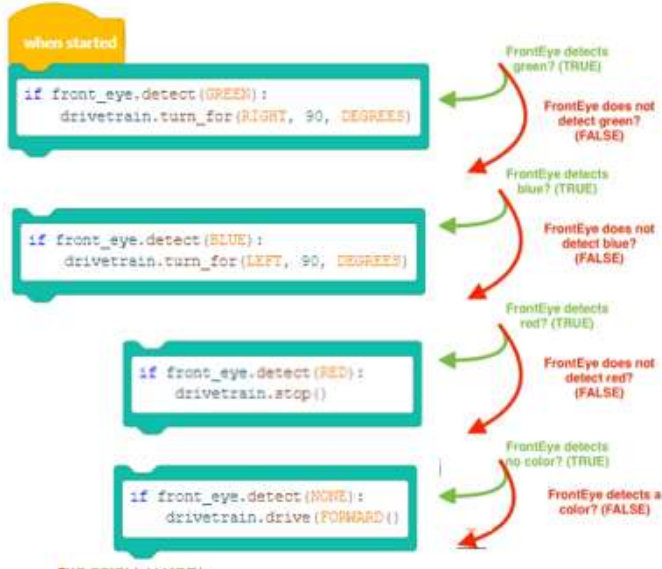 when started
if front_eye.detect(GREEN):
drivetrain.turn_for(RIGHT, 90, DEGREES)
FrontEye detects
green? (TRUE)
FrontEye does not
detect green?
(FALSE)
if front_eye.detect(BLUE):
drivetrain.turn_for(LEFT, 90, DEGREES)
FrontEye detects
blue? (TRUE)
FrontEye does not
detect blue?
(FALSE)
if front_eye.detect(RED):
drivetrain.stop()
FrontEye detects
red? (TRUE)
FrontEye does not
detect red?
(FALSE)
if front_eye.detect(NONE):
drivetrain.drive(FORWARD()
FrontEye detects
no color? (TRUE)
FrontEye detects a
color? (FALSE)